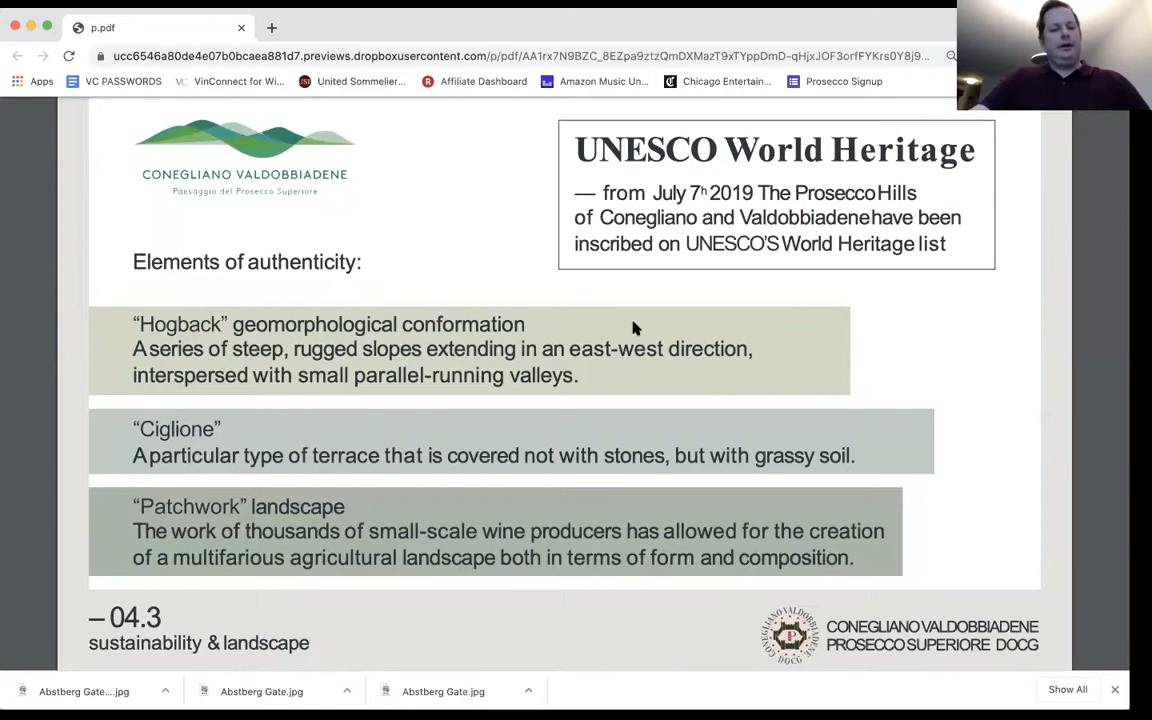 p.pdf
ucc6546a80de4e07b0bcaea881d7.previews.dropboxusercontent.com/p/pdf/AA1rx7N9BZC_8EZpa9ztzQmDXMazT9xTYppDmD-qHjxJOF3orfFYKrs0Y8j9...
Apps VC PASSWORDS VinConnect for Wi... United Sommelier... Affiliate Dashboard Amazon Music Un... Chicago Entertain... Prosecco Signup
CONEGLIANO VALDOBBIADENE
Paesaggio del Prosecco Superiore
UNESCO World Heritage
— from July 7ʰ 2019 The Prosecco Hills
of Conegliano and Valdobbiadene have been
inscribed on UNESCO'S World Heritage list
Elements of authenticity:
“Hogback” geomorphological conformation
A series of steep, rugged slopes extending in an east-west direction,
interspersed with small parallel-running valleys.
“Ciglione”
A particular type of terrace that is covered not with stones, but with grassy soil.
“Patchwork” landscape
The work of thousands of small-scale wine producers has allowed for the creation
of a multifarious agricultural landscape both in terms of form and composition.
– 04.3
sustainability & landscape
CONEGLIANO VALDOBBIADENE
PROSECCO SUPERIORE DOCG
Abstberg Gate....jpg Abstberg Gate.jpg Abstberg Gate.jpg Show All